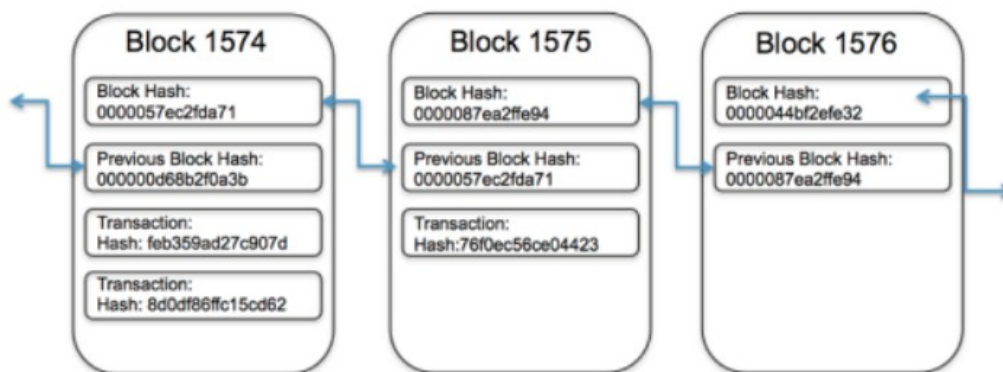 Block 1574
Block Hash:
0000057ec2fda71
Previous Block Hash:
000000d68b2f0a3b
Transaction:
Hash: feb359ad27c907d
Transaction:
Hash: 8d0df86ffc15cd62
Block 1575
Block Hash:
0000087ea2ffe94
Previous Block Hash:
0000057ec2fda71
Transaction:
Hash:76f0ec56ce04423
Block 1576
Block Hash:
0000044bf2efe32
Previous Block Hash:
0000087ea2ffe94